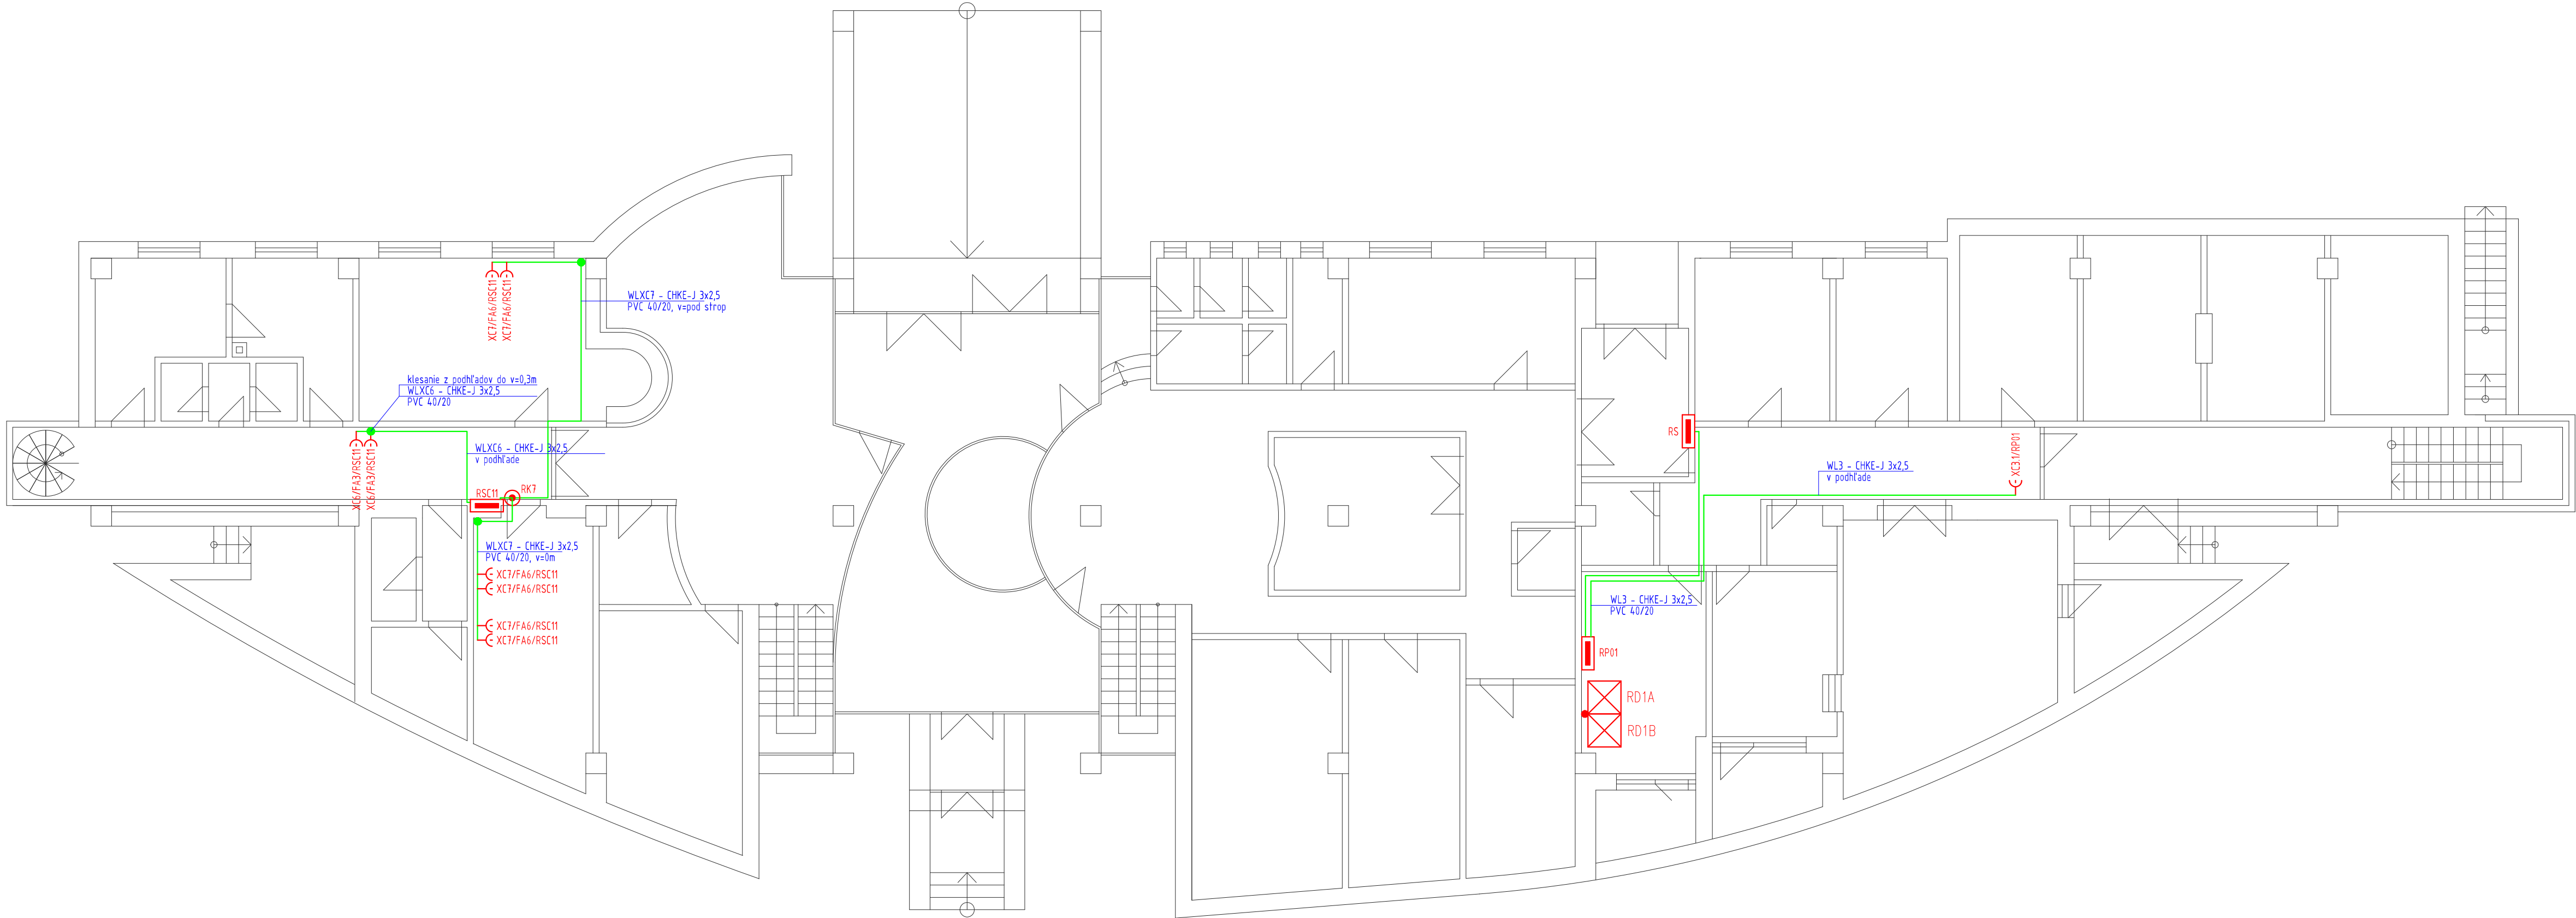 XC7/FA6/RSC11
XC7/FA6/RSC11
WLXC7 - CHKE-J 3x2,5
PVC 40/20, v=pod strop
klesanie z podhľadov do v=0,3m
WLXC6 - CHKE-J 3x2,5
PVC 40/20
XC6/FA3/RSC11
XC6/FA3/RSC11
WLXC6 - CHKE-J 3x2,5
v podhľade
RSC11
RK7
WLXC7 - CHKE-J 3x2,5
PVC 40/20, v=0m
XC7/FA6/RSC11
XC7/FA6/RSC11
XC7/FA6/RSC11
XC7/FA6/RSC11
RS
XC3.1/RP01
WL3 - CHKE-J 3x2,5
v podhľade
WL3 - CHKE-J 3x2,5
PVC 40/20
RP01
RD1A
RD1B